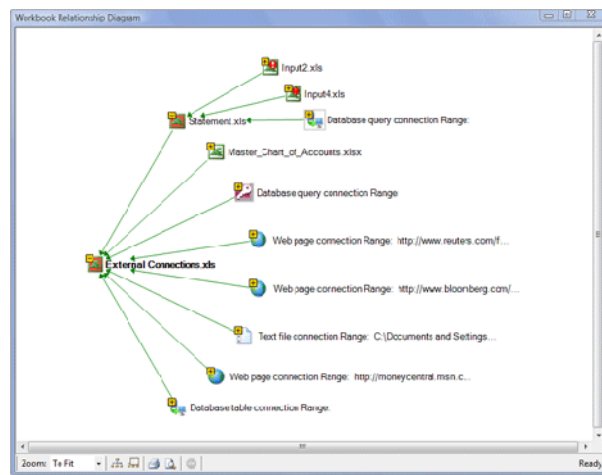 Workbook Relationship Diagram
Input2.xls
Input4.xls
Statement.xls
Database query connection Range:
Master_Chart_of_Accounts.xlsx
Database query connection Range
Web page connection Range: http://www.reuters.com/f...
External Connections.xls
Web page connection Range: http://www.bloomberg.com/...
Text file connection Range: C:\Documents and Settings...
Web page connection Range: http://moneycentral.msn.c...
Database table connection Range:
Zoom: To Fit
Ready